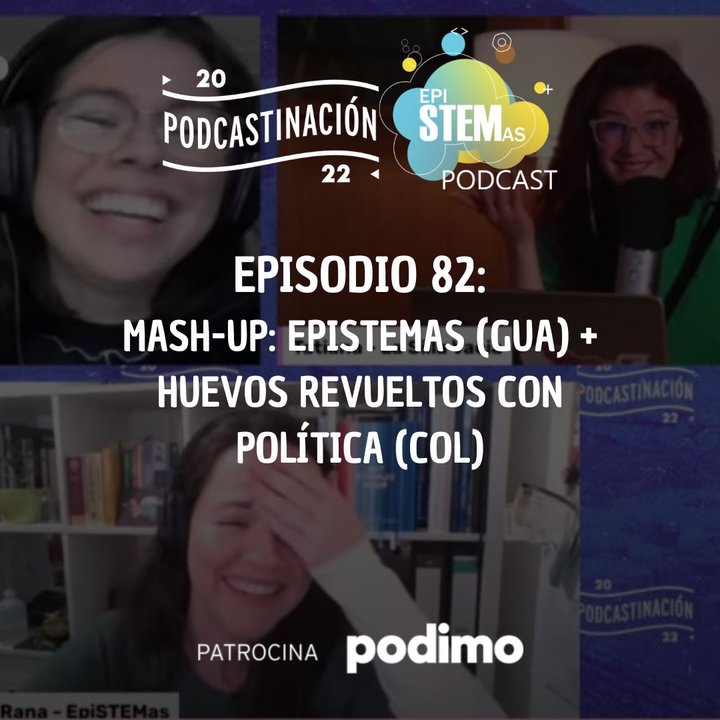 20
PODCASTINACIÓN
22
EPI
STEMAS
PODCAST
EPISODIO 82:
MASH-UP: EPISTEMAS (GUA) +
HUEVOS REVUELTOS CON
POLÍTICA (COL)
PODCASTINACIÓN
22
20
PODCASTINACIÓN
22
PATROCINA podimo
Rana - EpiSTEMas